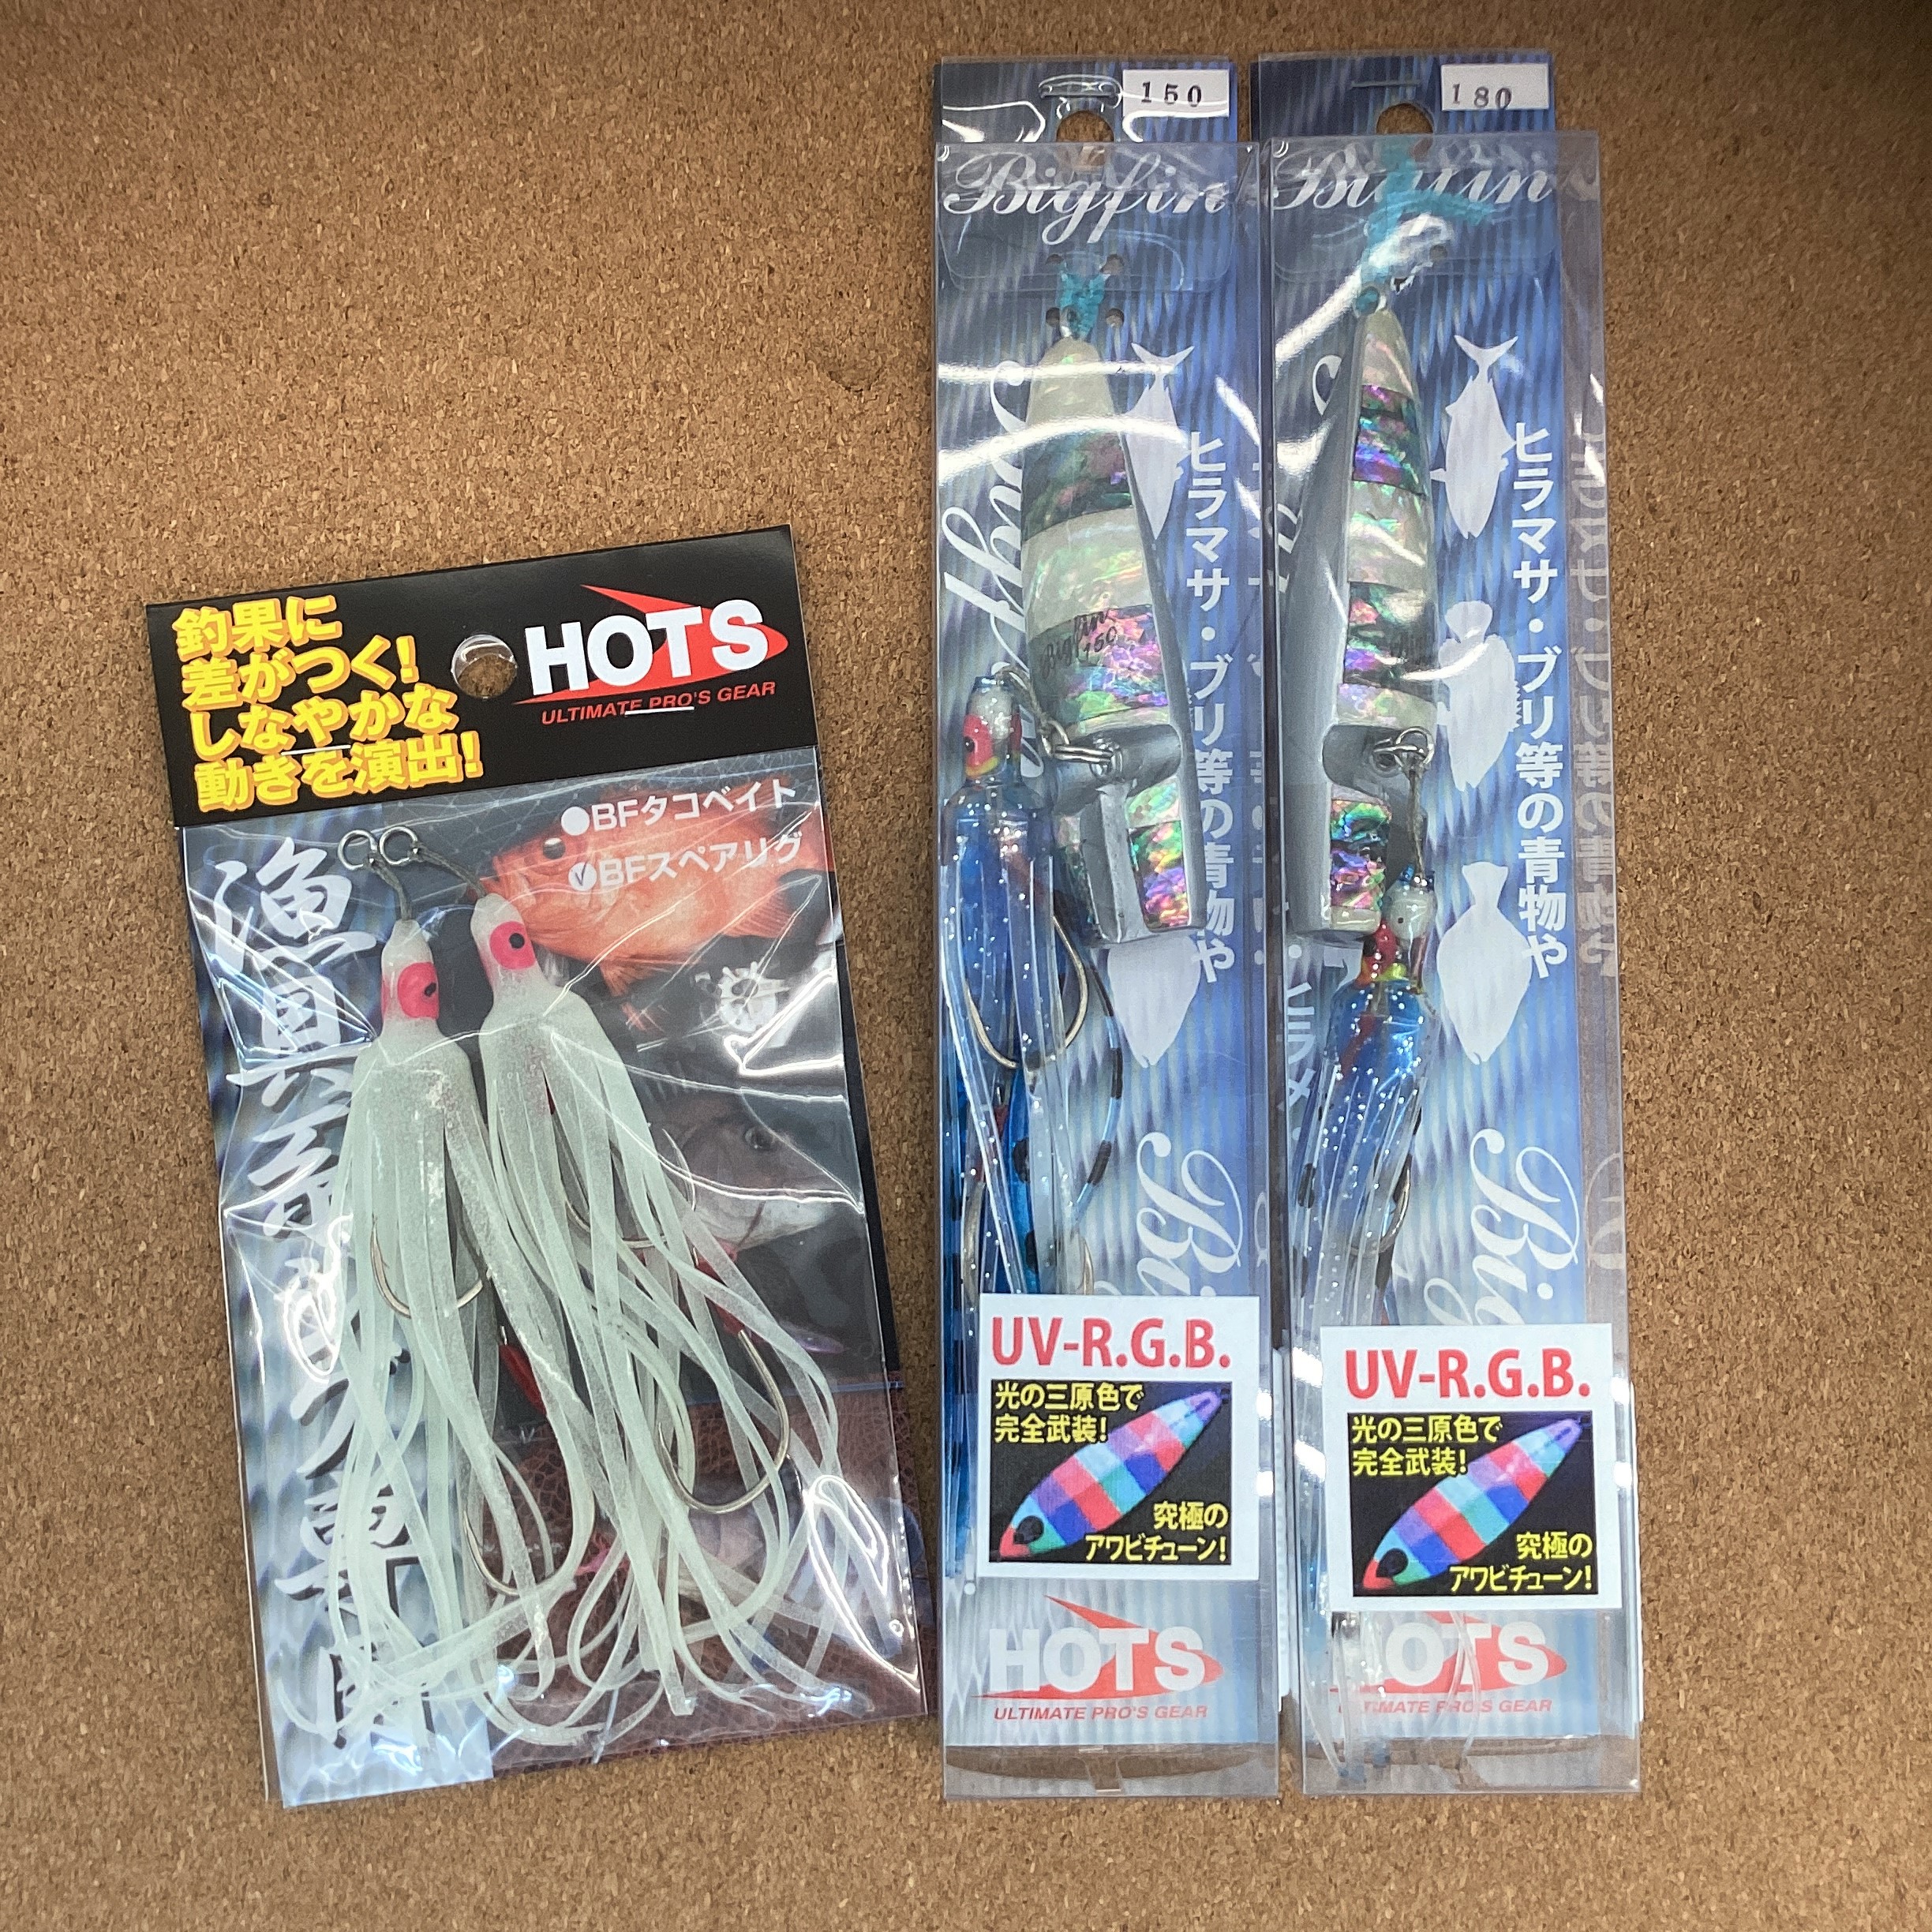 釣果に
差がつく!
しなやかな
動きを演出!
HOTS
ULTIMATE PRO'S GEAR
●BFタコベイト
BFスペアリグ
漁具
150
Bigfin
Bigfin
150
ヒラマサ・ブリ等の青物や
UV-R.G.B.
光の三原色で
完全武装!
究極の
アワビチューン!
HOTS
ULTIMATE PRO'S GEAR
180
Bigfin
ヒラマサ・ブリ等の青物や
UV-R.G.B.
光の三原色で
完全武装!
究極の
アワビチューン!
HOTS
ULTIMATE PRO'S GEAR